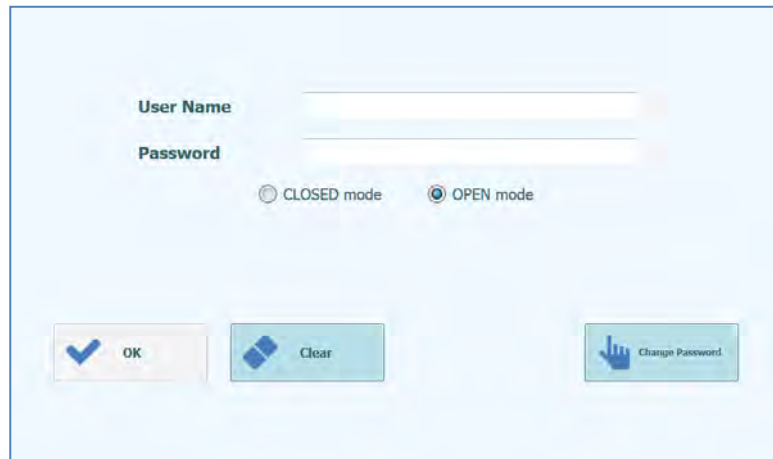 User Name
Password
CLOSED mode OPEN mode
OK Clear Change Password